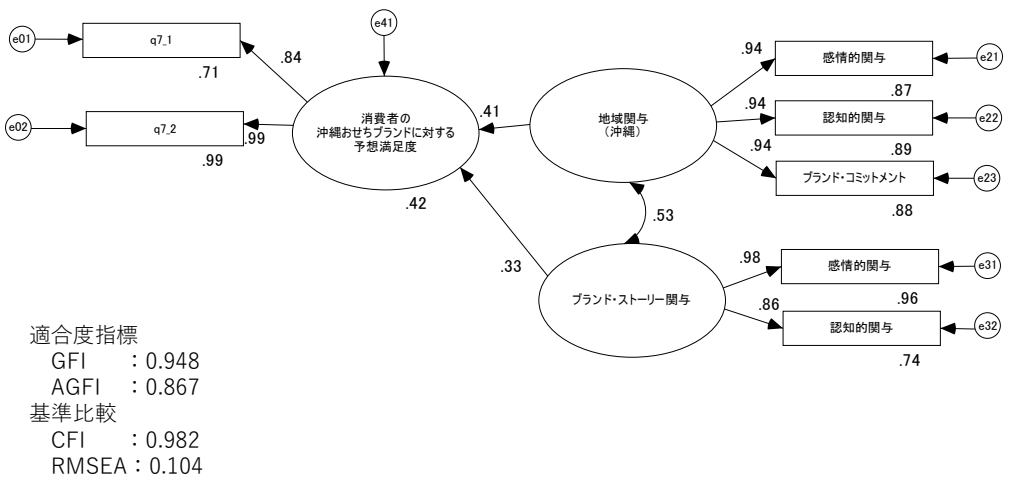 e01
q7_1
.84
.71
e02
q7_2
.99
.99
e41
消費者の
沖縄おせちブランドに対する
予想満足度
.42
.41
.33
地域関与
(沖縄)
.53
ブランド・ストーリー関与
.94
感情的関与
e21
.87
.94
認知的関与
e22
.89
.94
ブランド・コミットメント
e23
.88
.98
感情的関与
e31
.96
.86
認知的関与
e32
.74
適合度指標
GFI :0.948
AGFI :0.867
基準比較
CFI :0.982
RMSEA:0.104